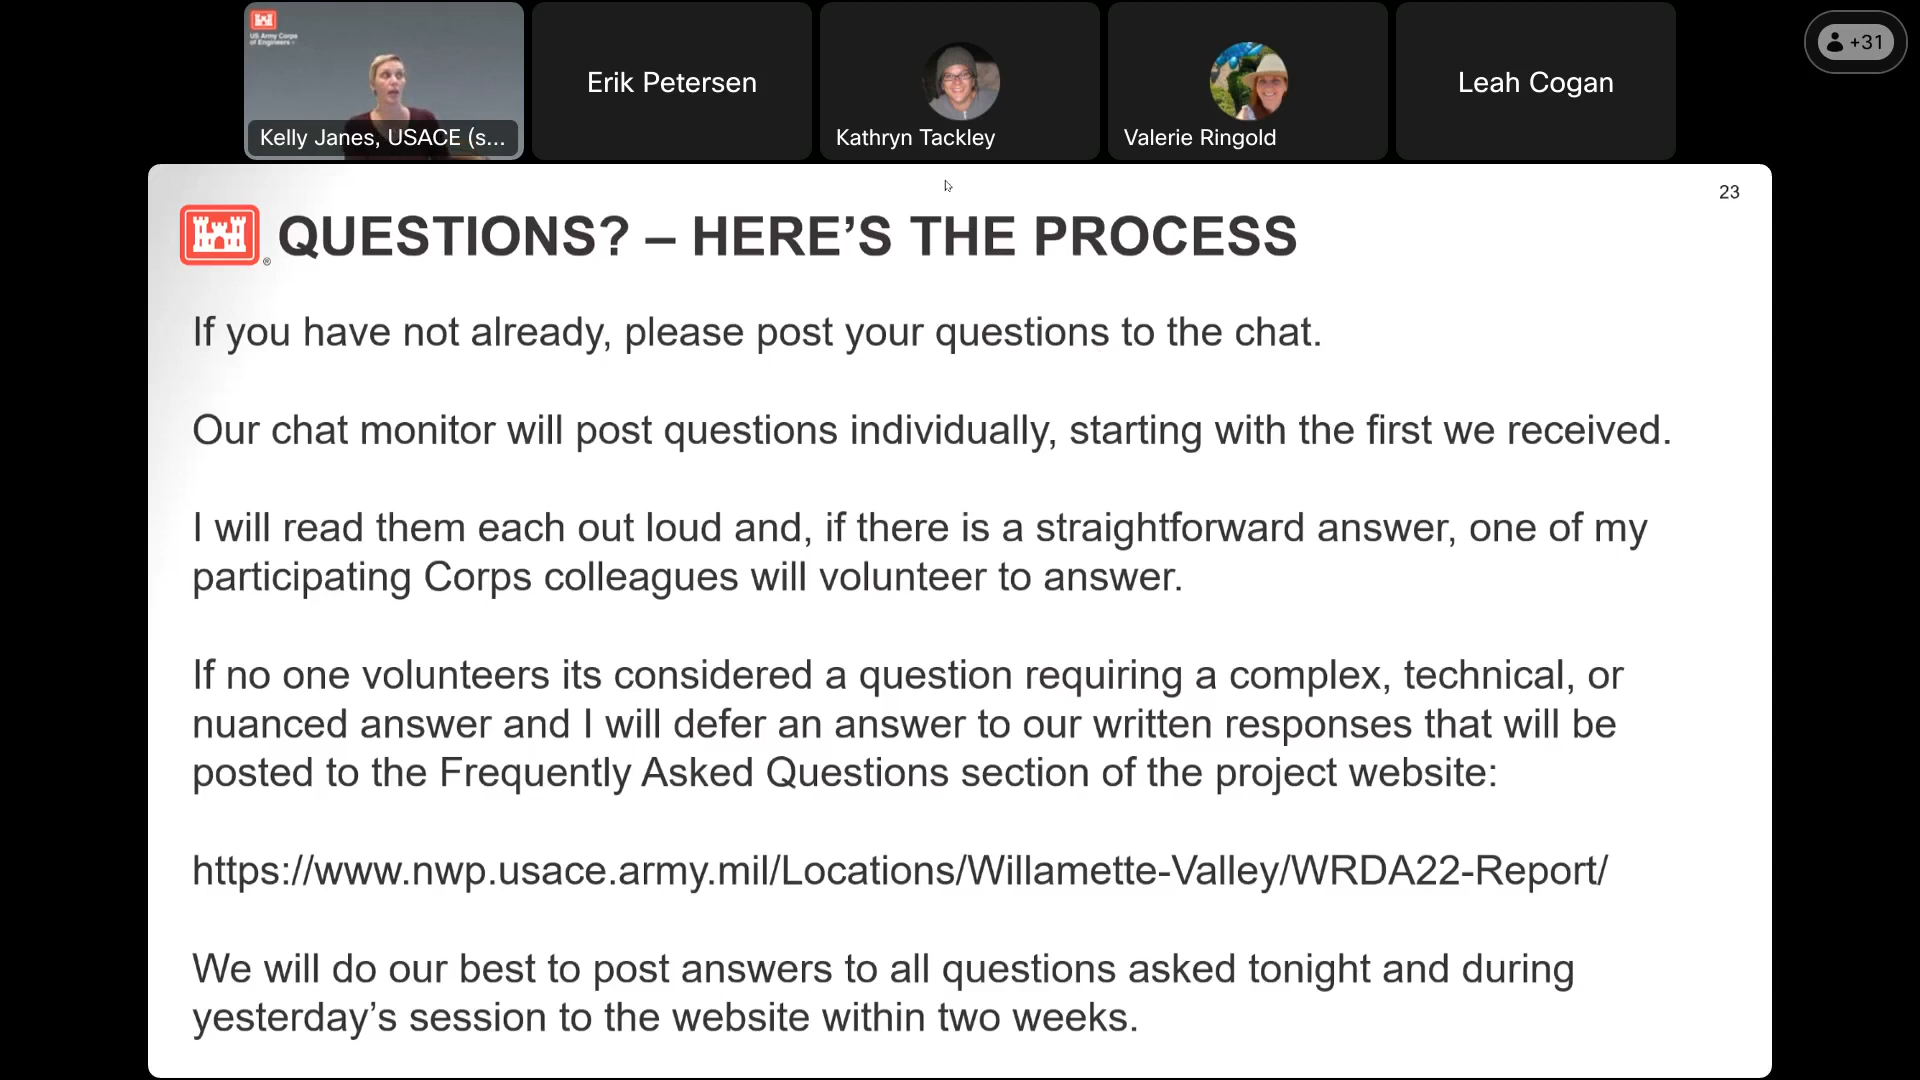 US Army Corps
of Engineers
Kelly Janes, USACE (s...
Erik Petersen
Kathryn Tackley
Valerie Ringold
Leah Cogan
+31
23
QUESTIONS? – HERE’S THE PROCESS
®
If you have not already, please post your questions to the chat.
Our chat monitor will post questions individually, starting with the first we received.
I will read them each out loud and, if there is a straightforward answer, one of my
participating Corps colleagues will volunteer to answer.
If no one volunteers its considered a question requiring a complex, technical, or
nuanced answer and I will defer an answer to our written responses that will be
posted to the Frequently Asked Questions section of the project website:
https://www.nwp.usace.army.mil/Locations/Willamette-Valley/WRDA22-Report/
We will do our best to post answers to all questions asked tonight and during
yesterday’s session to the website within two weeks.